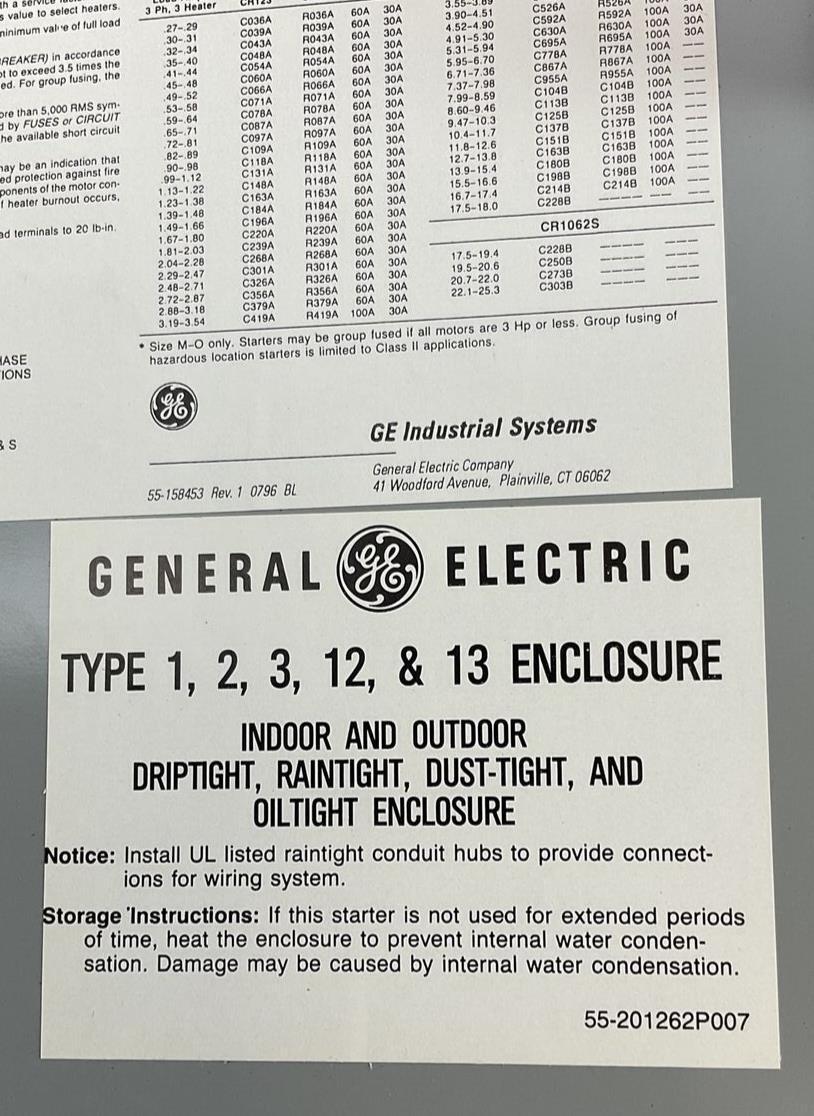 th a service
s value to select heaters.
minimum value of full load
REAKER) in accordance
ot to exceed 3.5 times the
ed. For group fusing, the
ore than 5,000 RMS sym-
d by FUSES or CIRCUIT
he available short circuit
may be an indication that
ed protection against fire
ponents of the motor con-
f heater burnout occurs,
ad terminals to 20 lb-in.
HASE
TIONS
& S
3 Ph, 3 Heater CR123
.27-.29 C036A R036A 60A 30A
.30-.31 C039A R039A 60A 30A
.32-.34 C043A R043A 60A 30A
.35-.40 C048A R048A 60A 30A
.41-.44 C054A R054A 60A 30A
.45-.48 C060A R060A 60A 30A
.49-.52 C066A R066A 60A 30A
.53-.58 C071A R071A 60A 30A
.59-.64 C078A R078A 60A 30A
.65-.71 C087A R087A 60A 30A
.72-.81 C097A R097A 60A 30A
.82-.89 C109A R109A 60A 30A
.90-.98 C118A R118A 60A 30A
.99-1.12 C131A R131A 60A 30A
1.13-1.22 C148A R148A 60A 30A
1.23-1.38 C163A R163A 60A 30A
1.39-1.48 C184A R184A 60A 30A
1.49-1.66 C196A R196A 60A 30A
1.67-1.80 C220A R220A 60A 30A
1.81-2.03 C239A R239A 60A 30A
2.04-2.28 C268A R268A 60A 30A
2.29-2.47 C301A R301A 60A 30A
2.48-2.71 C326A R326A 60A 30A
2.72-2.87 C356A R356A 60A 30A
2.88-3.18 C379A R379A 60A 30A
3.19-3.54 C419A R419A 100A 30A
3.55-3.89
3.90-4.51 C526A R526A
4.52-4.90 C592A R592A 100A 30A
4.91-5.30 C630A R630A 100A 30A
5.31-5.94 C695A R695A 100A 30A
5.95-6.70 C778A R778A 100A — —
6.71-7.36 C867A R867A 100A — —
7.37-7.98 C955A R955A 100A — —
7.99-8.59 C104B C104B 100A — —
8.60-9.46 C113B C113B 100A — —
9.47-10.3 C125B C125B 100A — —
10.4-11.7 C137B C137B 100A — —
11.8-12.6 C151B C151B 100A — —
12.7-13.8 C163B C163B 100A — —
13.9-15.4 C180B C180B 100A — —
15.5-16.6 C198B C198B 100A — —
16.7-17.4 C214B C214B 100A — —
17.5-18.0 C228B — — — — — — — —
CR1062S
17.5-19.4 C228B — — — — — — —
19.5-20.6 C250B — — — — — — —
20.7-22.0 C273B — — — — — — —
22.1-25.3 C303B — — — — — — —
* Size M-O only. Starters may be group fused if all motors are 3 Hp or less. Group fusing of
hazardous location starters is limited to Class II applications.
GE
GE Industrial Systems
General Electric Company
41 Woodford Avenue, Plainville, CT 06062
55-158453 Rev. 1 0796 BL
GENERAL GE ELECTRIC
TYPE 1, 2, 3, 12, & 13 ENCLOSURE
INDOOR AND OUTDOOR
DRIPTIGHT, RAINTIGHT, DUST-TIGHT, AND
OILTIGHT ENCLOSURE
Notice: Install UL listed raintight conduit hubs to provide connect-
ions for wiring system.
Storage Instructions: If this starter is not used for extended periods
of time, heat the enclosure to prevent internal water conden-
sation. Damage may be caused by internal water condensation.
55-201262P007